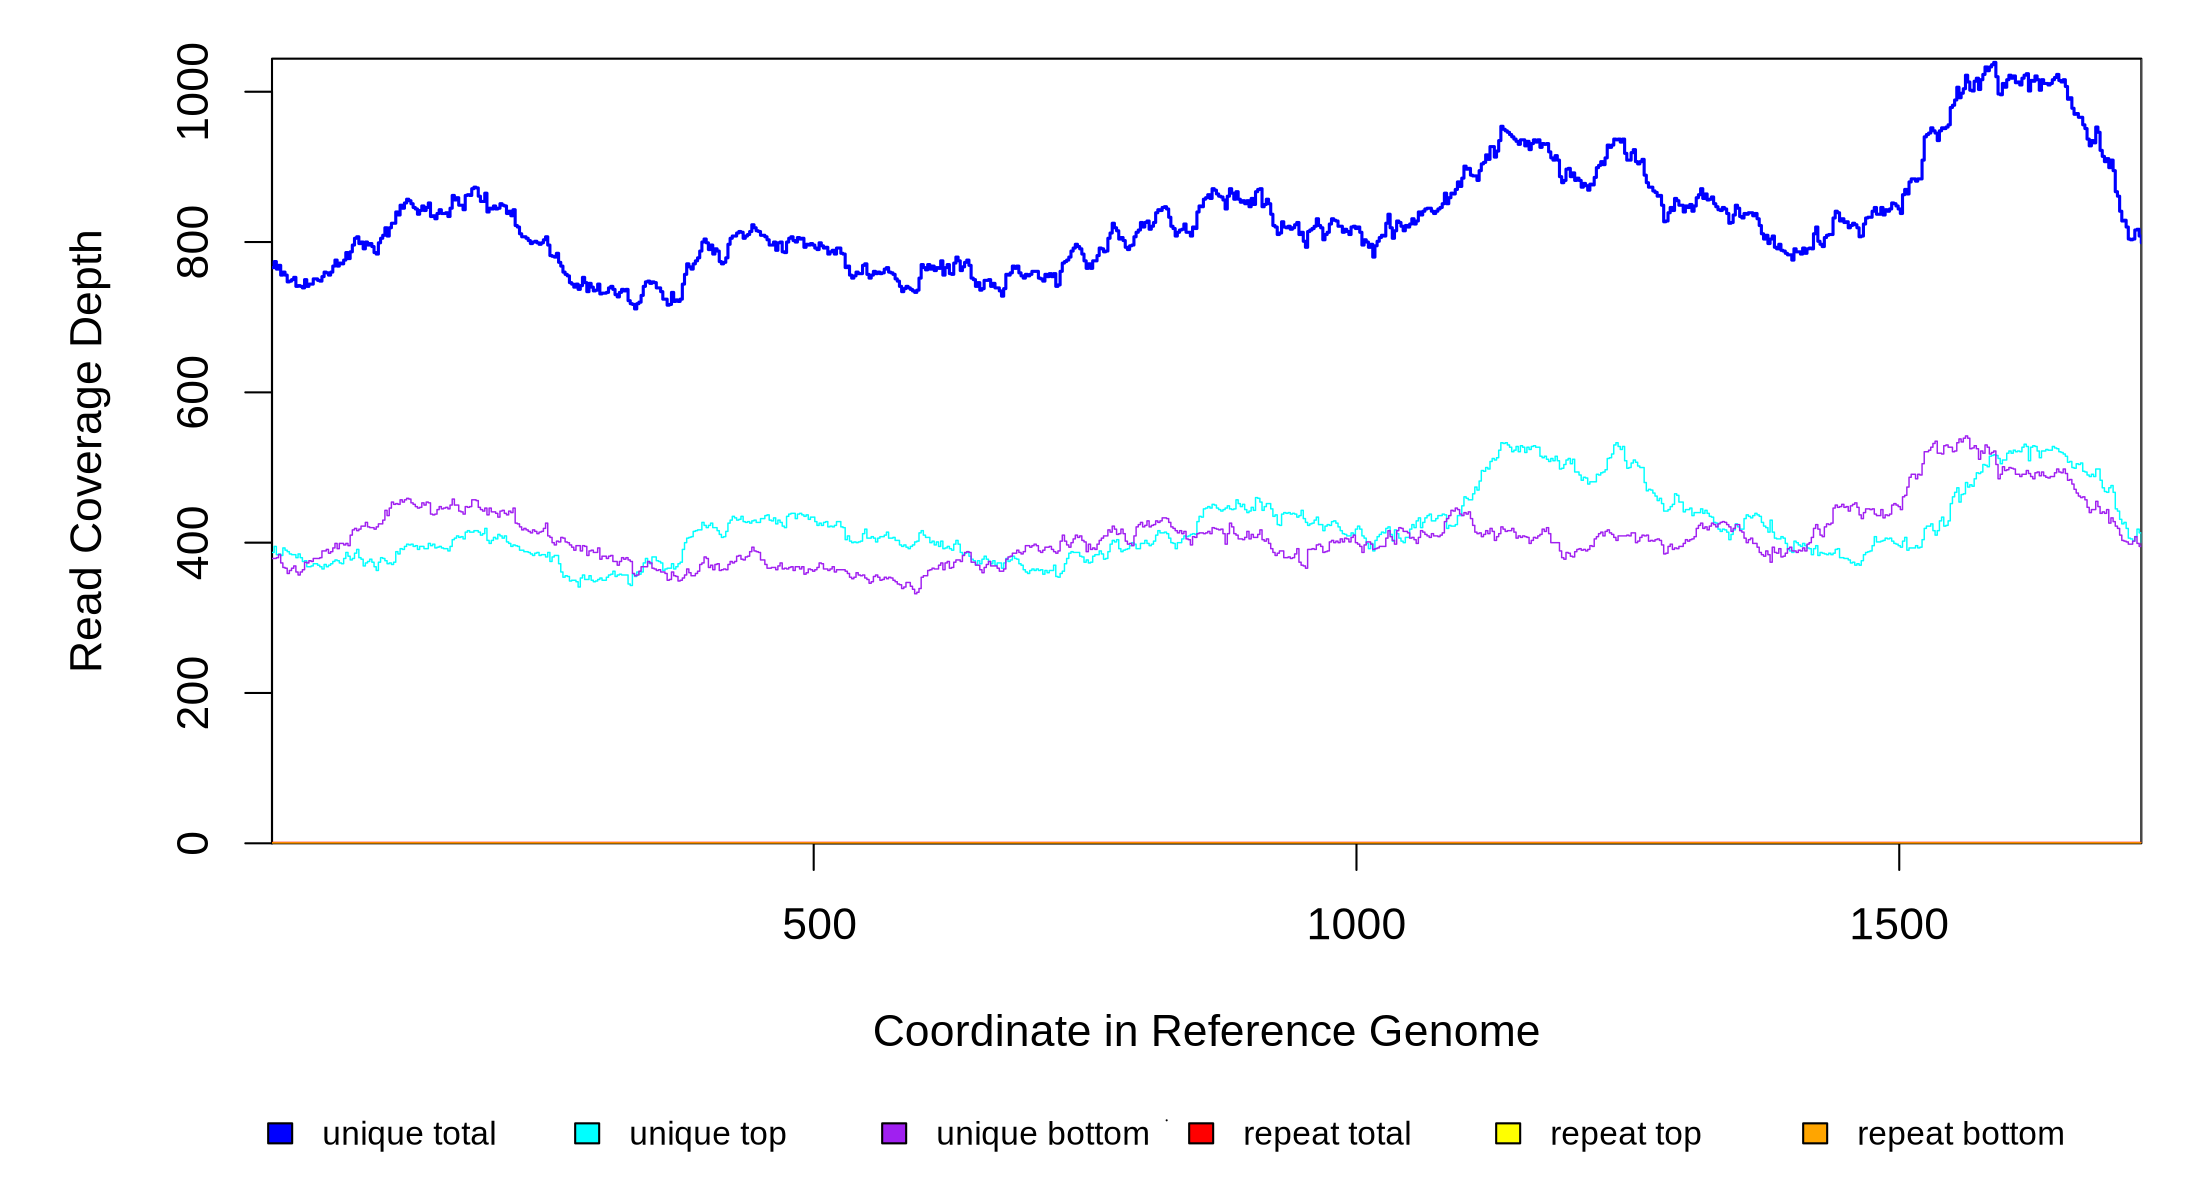 Read Coverage Depth
1000
800
600
400
200
0
500 1000 1500
Coordinate in Reference Genome
unique total unique top unique bottom repeat total repeat top repeat bottom